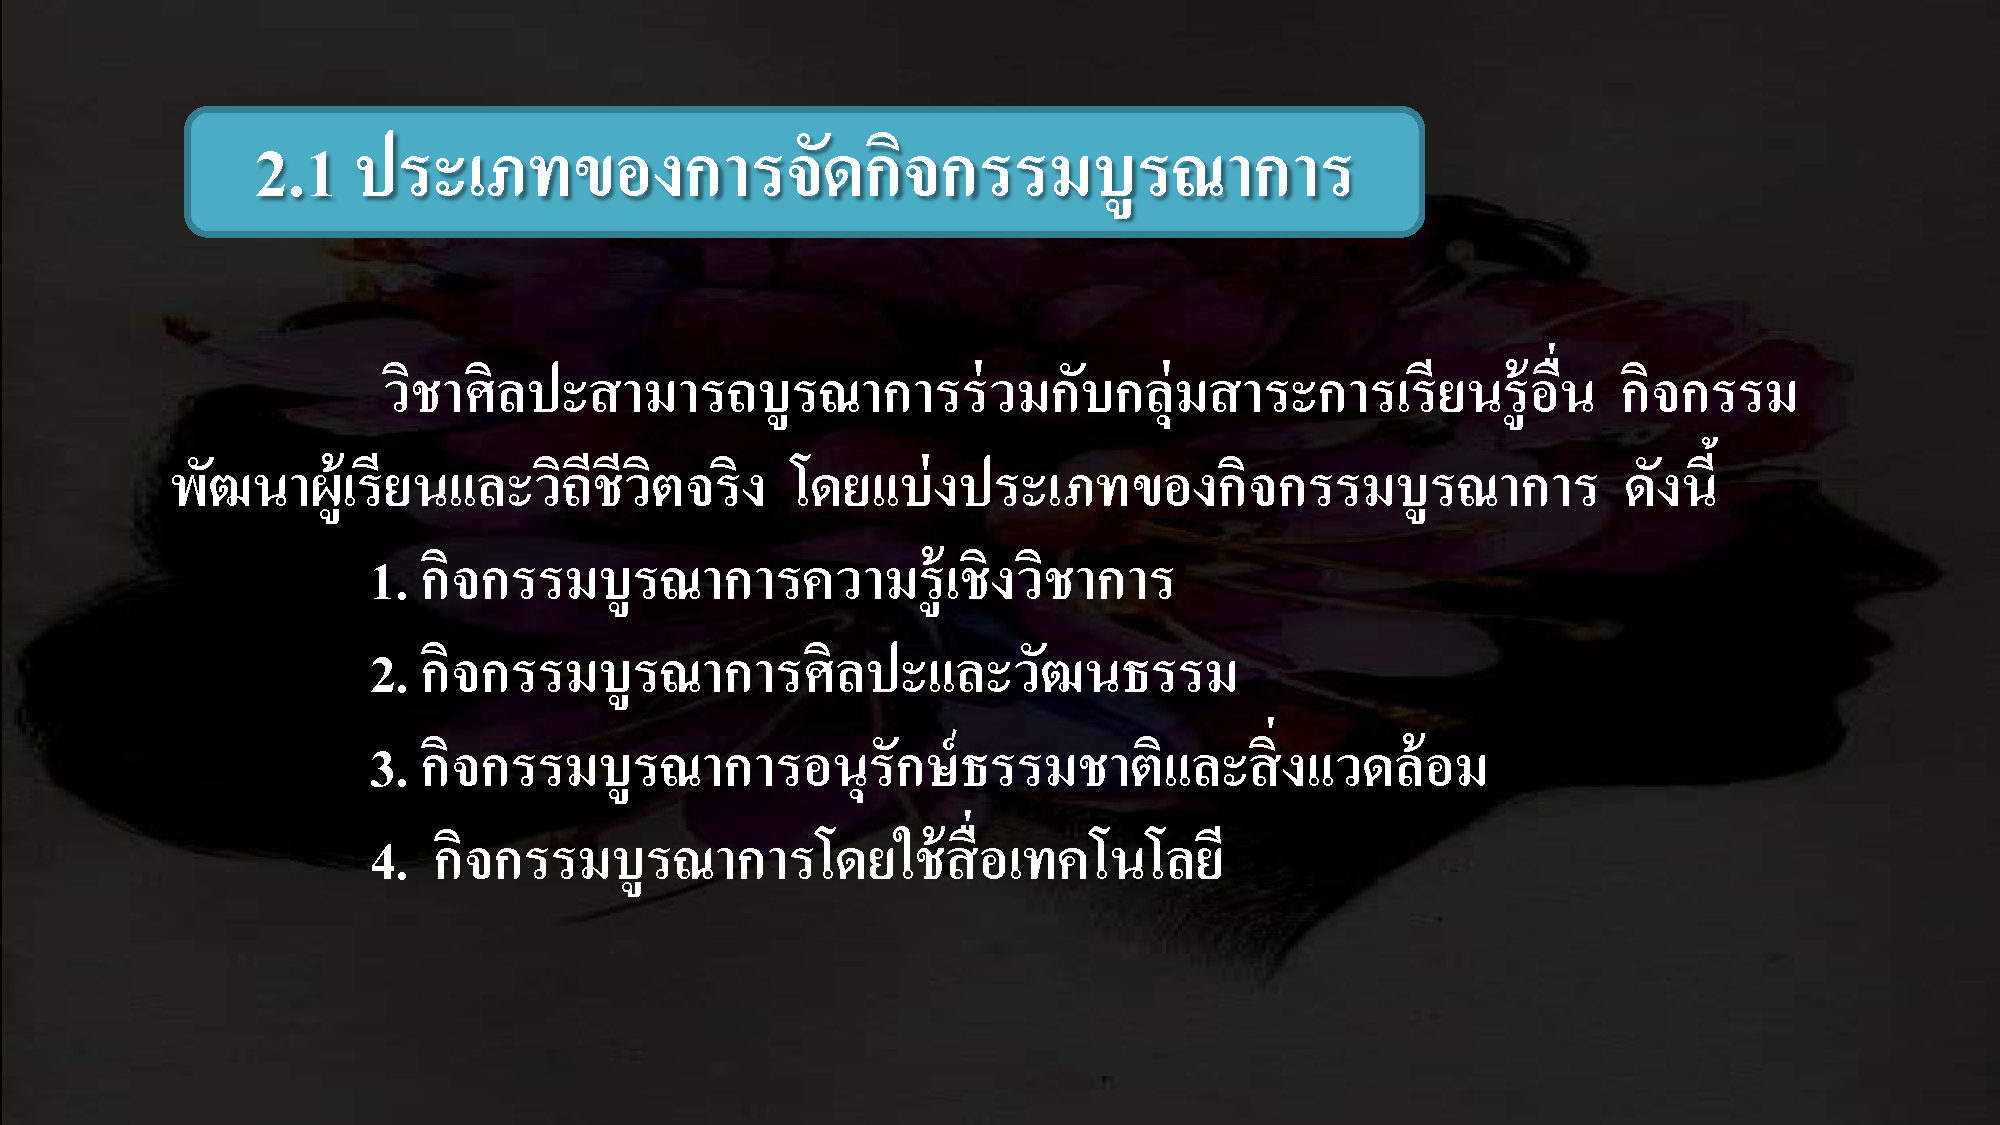 2.1 ประเภทของการจัดกิจกรรมบูรณาการ
วิชาศิลปะสามารถบูรณาการร่วมกับกลุ่มสาระการเรียนรู้อื่น กิจกรรม
พัฒนาผู้เรียนและวิถีชีวิตจริง โดยแบ่งประเภทของกิจกรรมบูรณาการ ดังนี้
1. กิจกรรมบูรณาการความรู้เชิงวิชาการ
2. กิจกรรมบูรณาการศิลปะและวัฒนธรรม
3. กิจกรรมบูรณาการอนุรักษ์ธรรมชาติและสิ่งแวดล้อม
4. กิจกรรมบูรณาการโดยใช้สื่อเทคโนโลยี